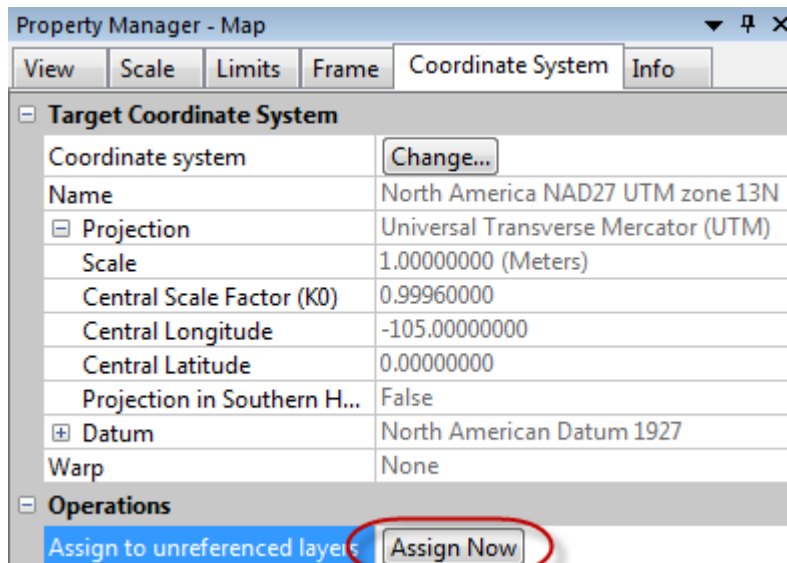 Property Manager - Map
View Scale Limits Frame Coordinate System Info
Target Coordinate System
Coordinate system Change...
Name North America NAD27 UTM zone 13N
Projection Universal Transverse Mercator (UTM)
Scale 1.00000000 (Meters)
Central Scale Factor (K0) 0.99960000
Central Longitude -105.00000000
Central Latitude 0.00000000
Projection in Southern H... False
Datum North American Datum 1927
Warp None
Operations
Assign to unreferenced layers Assign Now